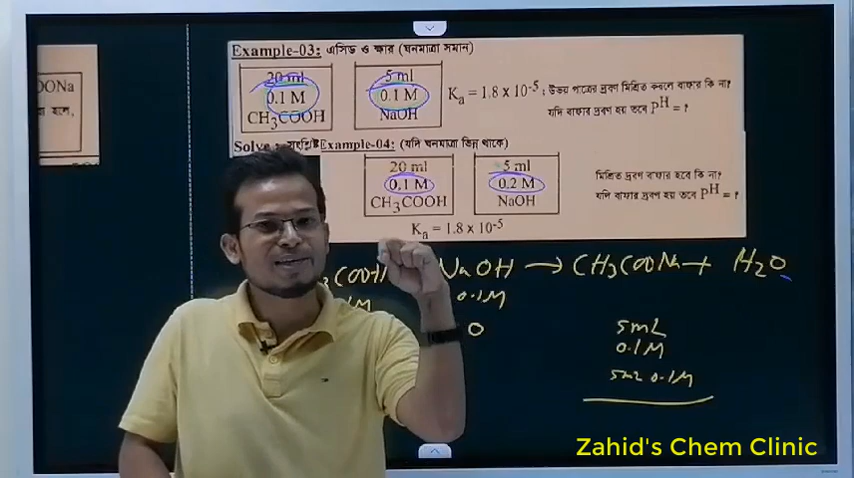 OONa
Example-03: এসিড ও ক্ষার (ঘনমাত্রা সমান)
20 ml
0.1 M
CH₃COOH
5 ml
0.1 M
NaOH
Kₐ = 1.8 x 10⁻⁵ : উভয় পাত্রের দ্রবণ মিশ্রিত করলে বাফার কি না?
যদি বাফার দ্রবণ হয় তবে pᴴ = ?
Solve : Example-04: (যদি ঘনমাত্রা ভিন্ন থাকে)
20 ml
0.1 M
CH₃COOH
5 ml
0.2 M
NaOH
মিশ্রিত দ্রবণ বাফার হবে কি না?
যদি বাফার দ্রবণ হয় তবে pᴴ = ?
Kₐ = 1.8 x 10⁻⁵
COOH NaOH → CH₃COONa + H₂O
0.1M
0
5mL
0.1M
5mL 0.1M
Zahid's Chem Clinic